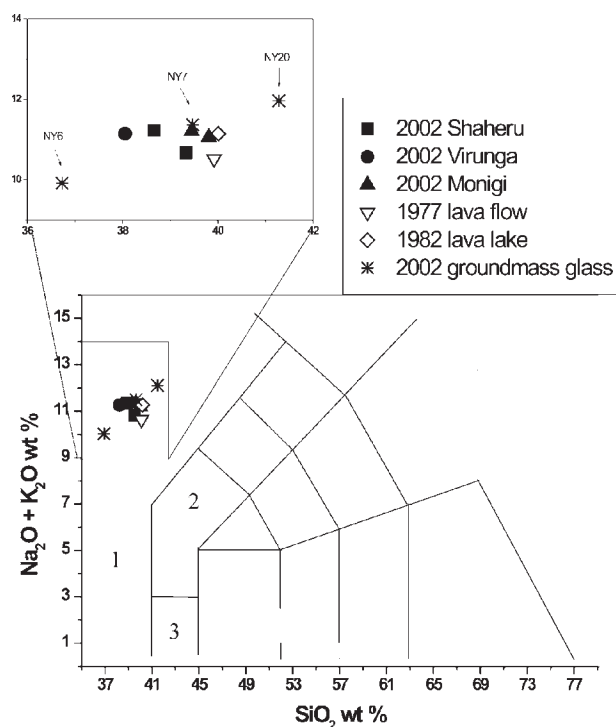 14
12
10
8
36 38 40 42
NY6
NY7
NY20
2002 Shaheru
2002 Virunga
2002 Monigi
1977 lava flow
1982 lava lake
2002 groundmass glass
15
13
11
9
7
5
3
1
Na₂O + K₂O wt %
1
2
3
37 41 45 49 53 57 61 65 69 73 77
SiO₂ wt %